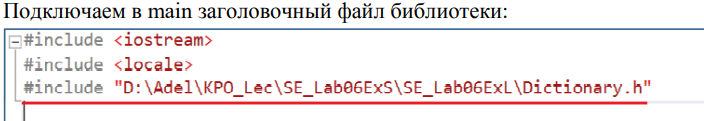 Подключаем в main заголовочный файл библиотеки:
#include <iostream>
#include <locale>
#include "D:\Adel\KPO_Lec\SE_Lab06ExS\SE_Lab06ExL\Dictionary.h"